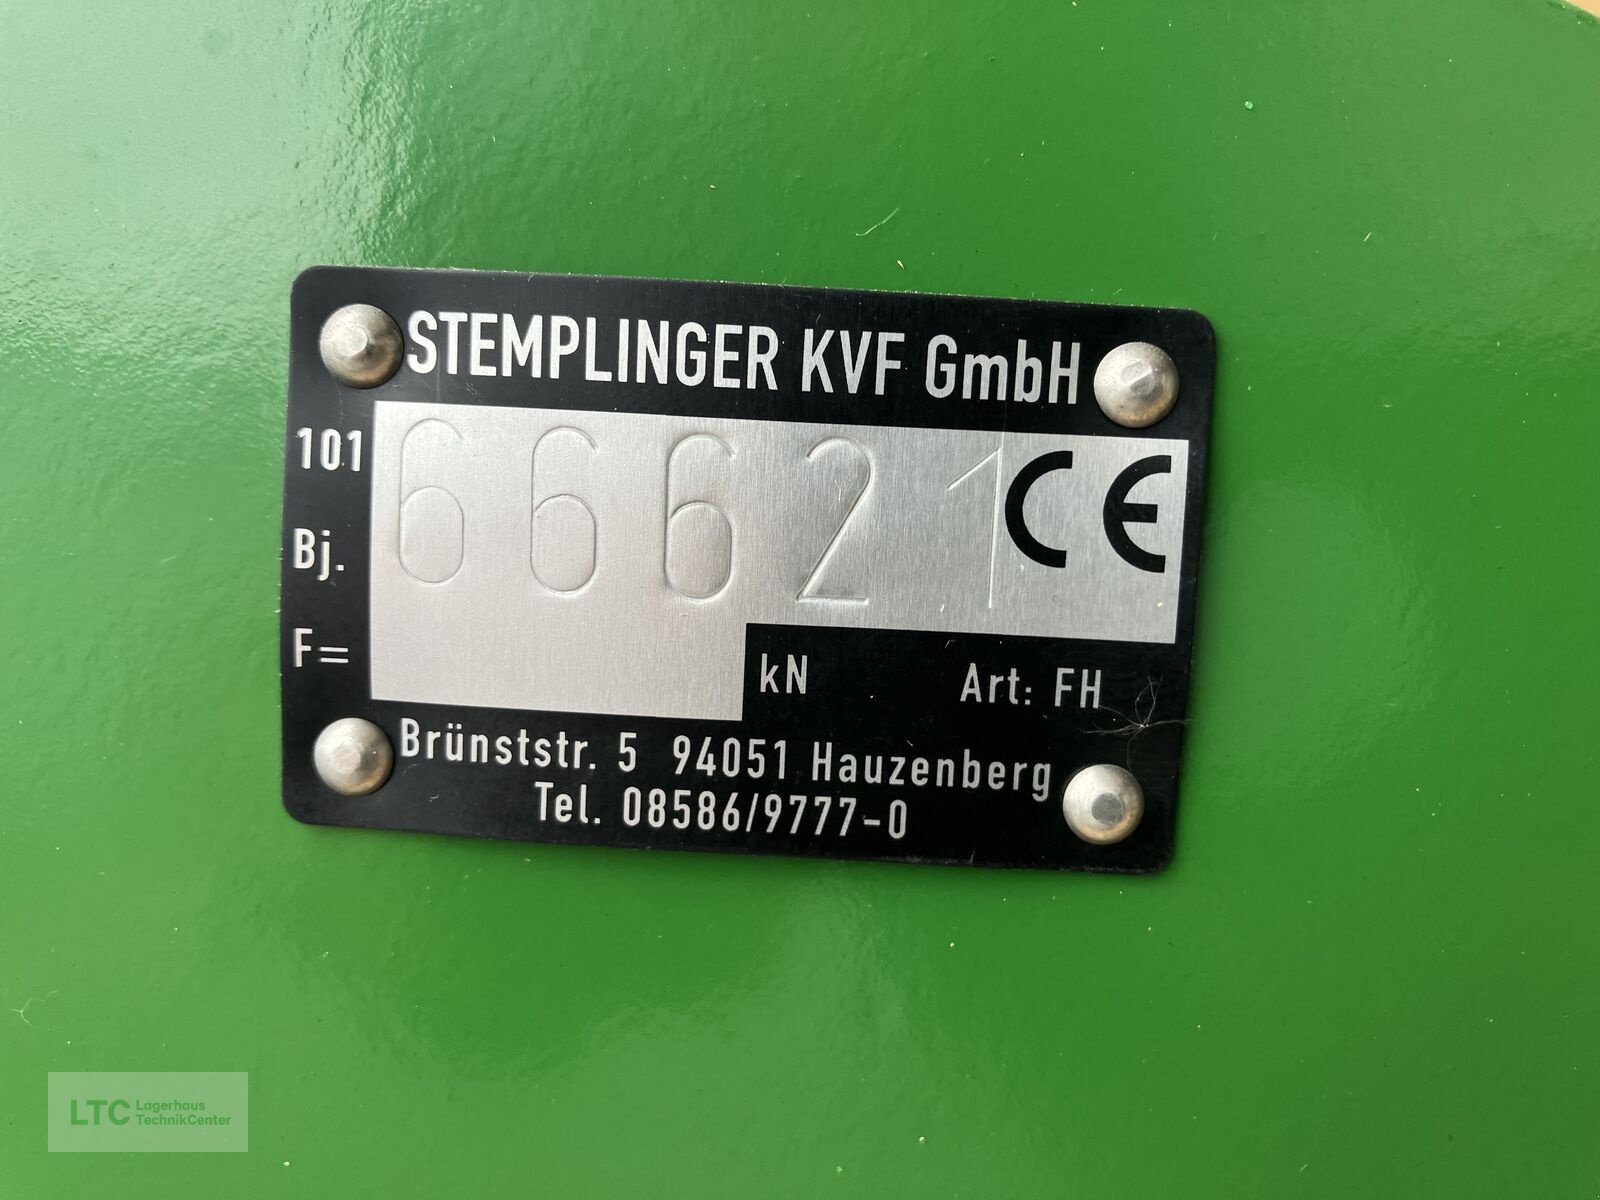 STEMPLINGER KVF GmbH
101 66621 CE
Bj.
F= kN Art: FH
Brünststr. 5 94051 Hauzenberg
Tel. 08586/9777-0
LTC Lagerhaus
TechnikCenter